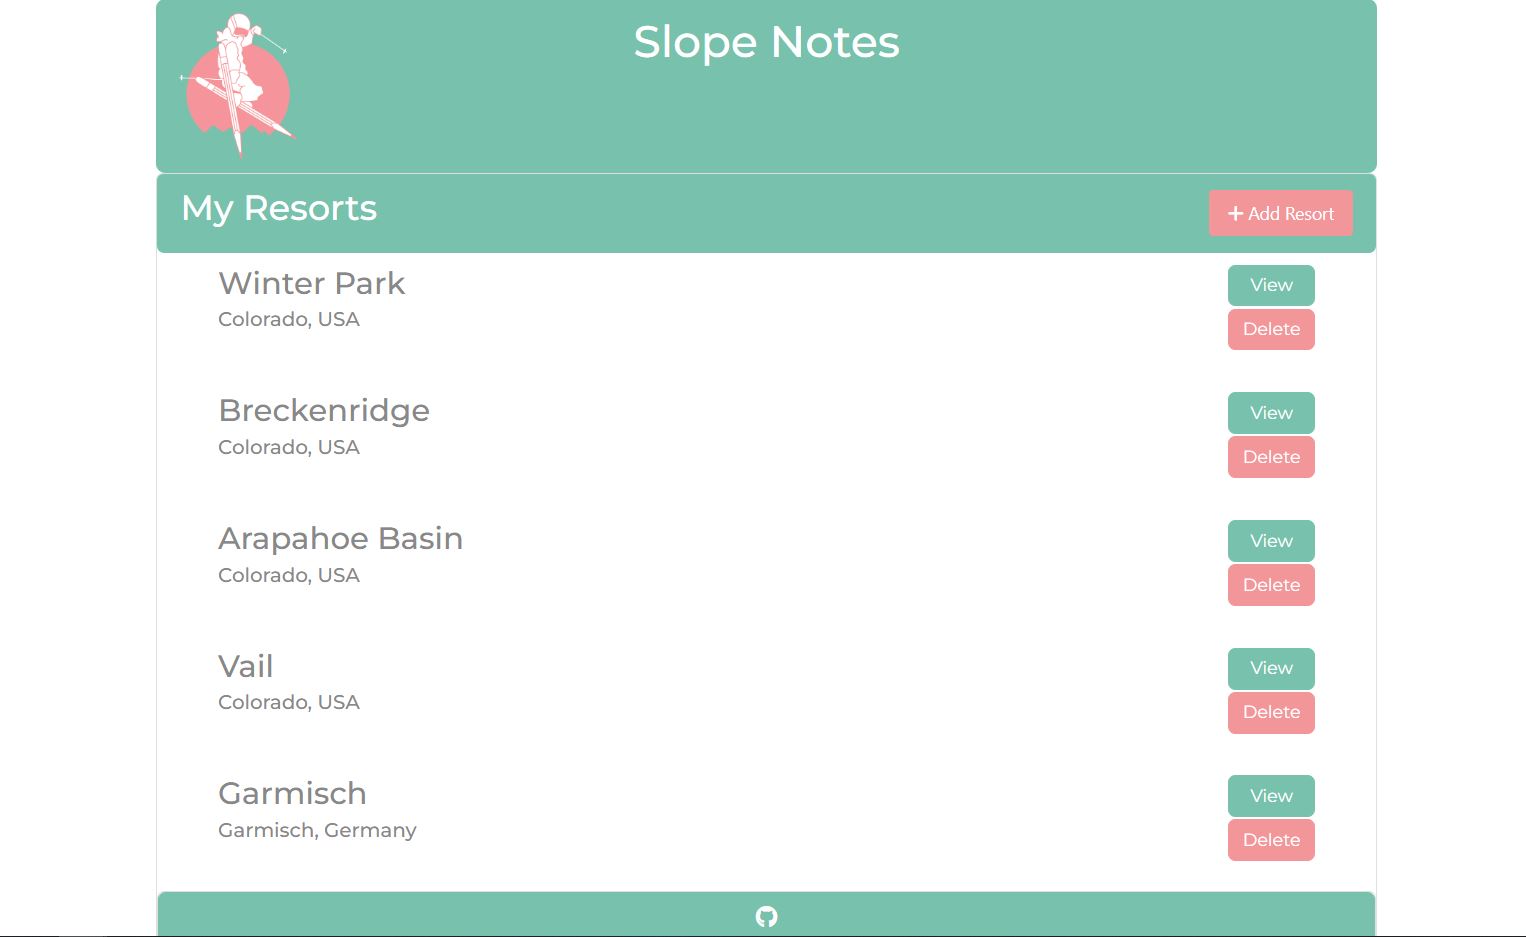 Slope Notes
My Resorts
+ Add Resort
Winter Park
Colorado, USA
View
Delete
Breckenridge
Colorado, USA
View
Delete
Arapahoe Basin
Colorado, USA
View
Delete
Vail
Colorado, USA
View
Delete
Garmisch
Garmisch, Germany
View
Delete